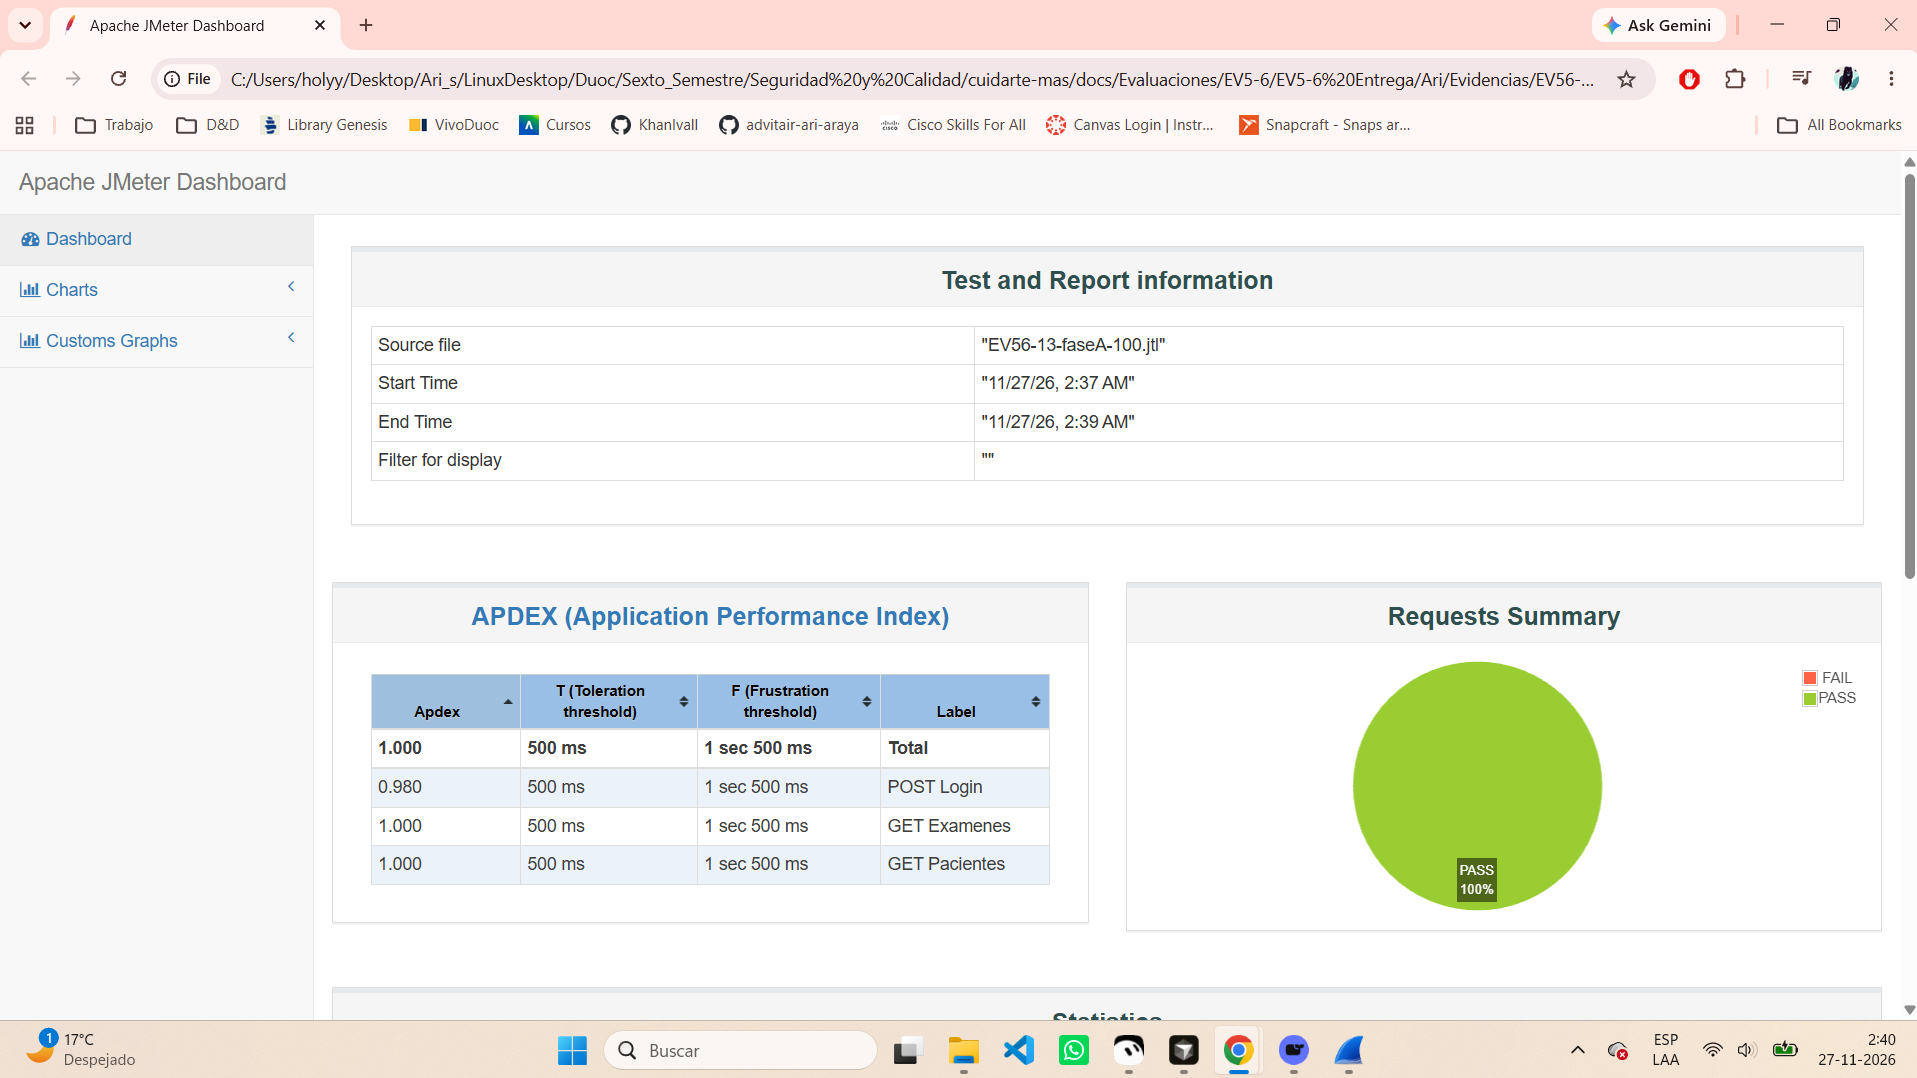 Apache JMeter Dashboard
Ask Gemini
File
C:/Users/holyy/Desktop/Ari_s/LinuxDesktop/Duoc/Sexto_Semestre/Seguridad%20y%20Calidad/cuidarte-mas/docs/Evaluaciones/EV5-6/EV5-6%20Entrega/Ari/Evidencias/EV56-...
Trabajo
D&D
Library Genesis
VivoDuoc
Cursos
Khanlvall
advitair-ari-araya
Cisco Skills For All
Canvas Login | Instr...
Snapcraft - Snaps ar...
All Bookmarks
Apache JMeter Dashboard
Dashboard
Charts
Customs Graphs
Test and Report information
Source file "EV56-13-faseA-100.jtl"
Start Time "11/27/26, 2:37 AM"
End Time "11/27/26, 2:39 AM"
Filter for display ""
APDEX (Application Performance Index)
Apdex T (Toleration threshold) F (Frustration threshold) Label
1.000 500 ms 1 sec 500 ms Total
0.980 500 ms 1 sec 500 ms POST Login
1.000 500 ms 1 sec 500 ms GET Examenes
1.000 500 ms 1 sec 500 ms GET Pacientes
Requests Summary
FAIL
PASS
PASS
100%
Statistics
1
17°C
Despejado
Buscar
ESP
LAA
2:40
27-11-2026